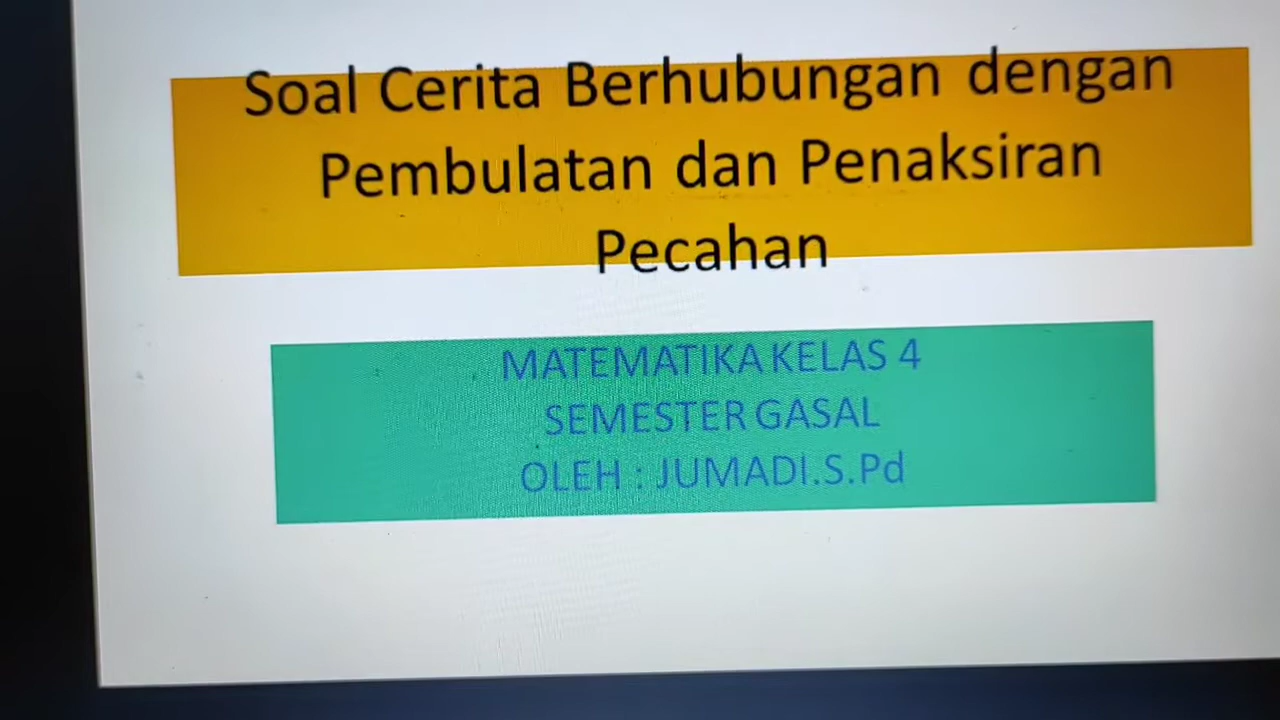 Soal Cerita Berhubungan dengan
Pembulatan dan Penaksiran
Pecahan
MATEMATIKA KELAS 4
SEMESTER GASAL
OLEH : JUMADI.S.Pd